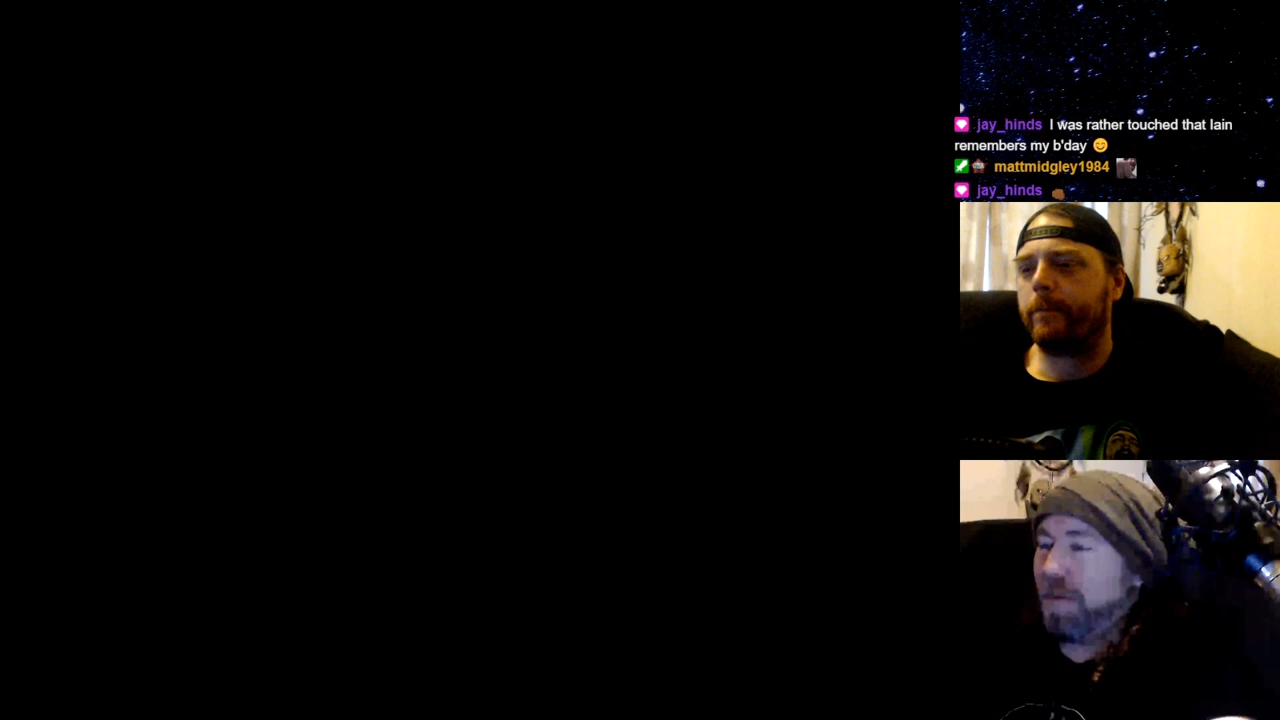 jay_hinds I was rather touched that Iain
remembers my b'day 😊
mattmidgley1984
jay_hinds